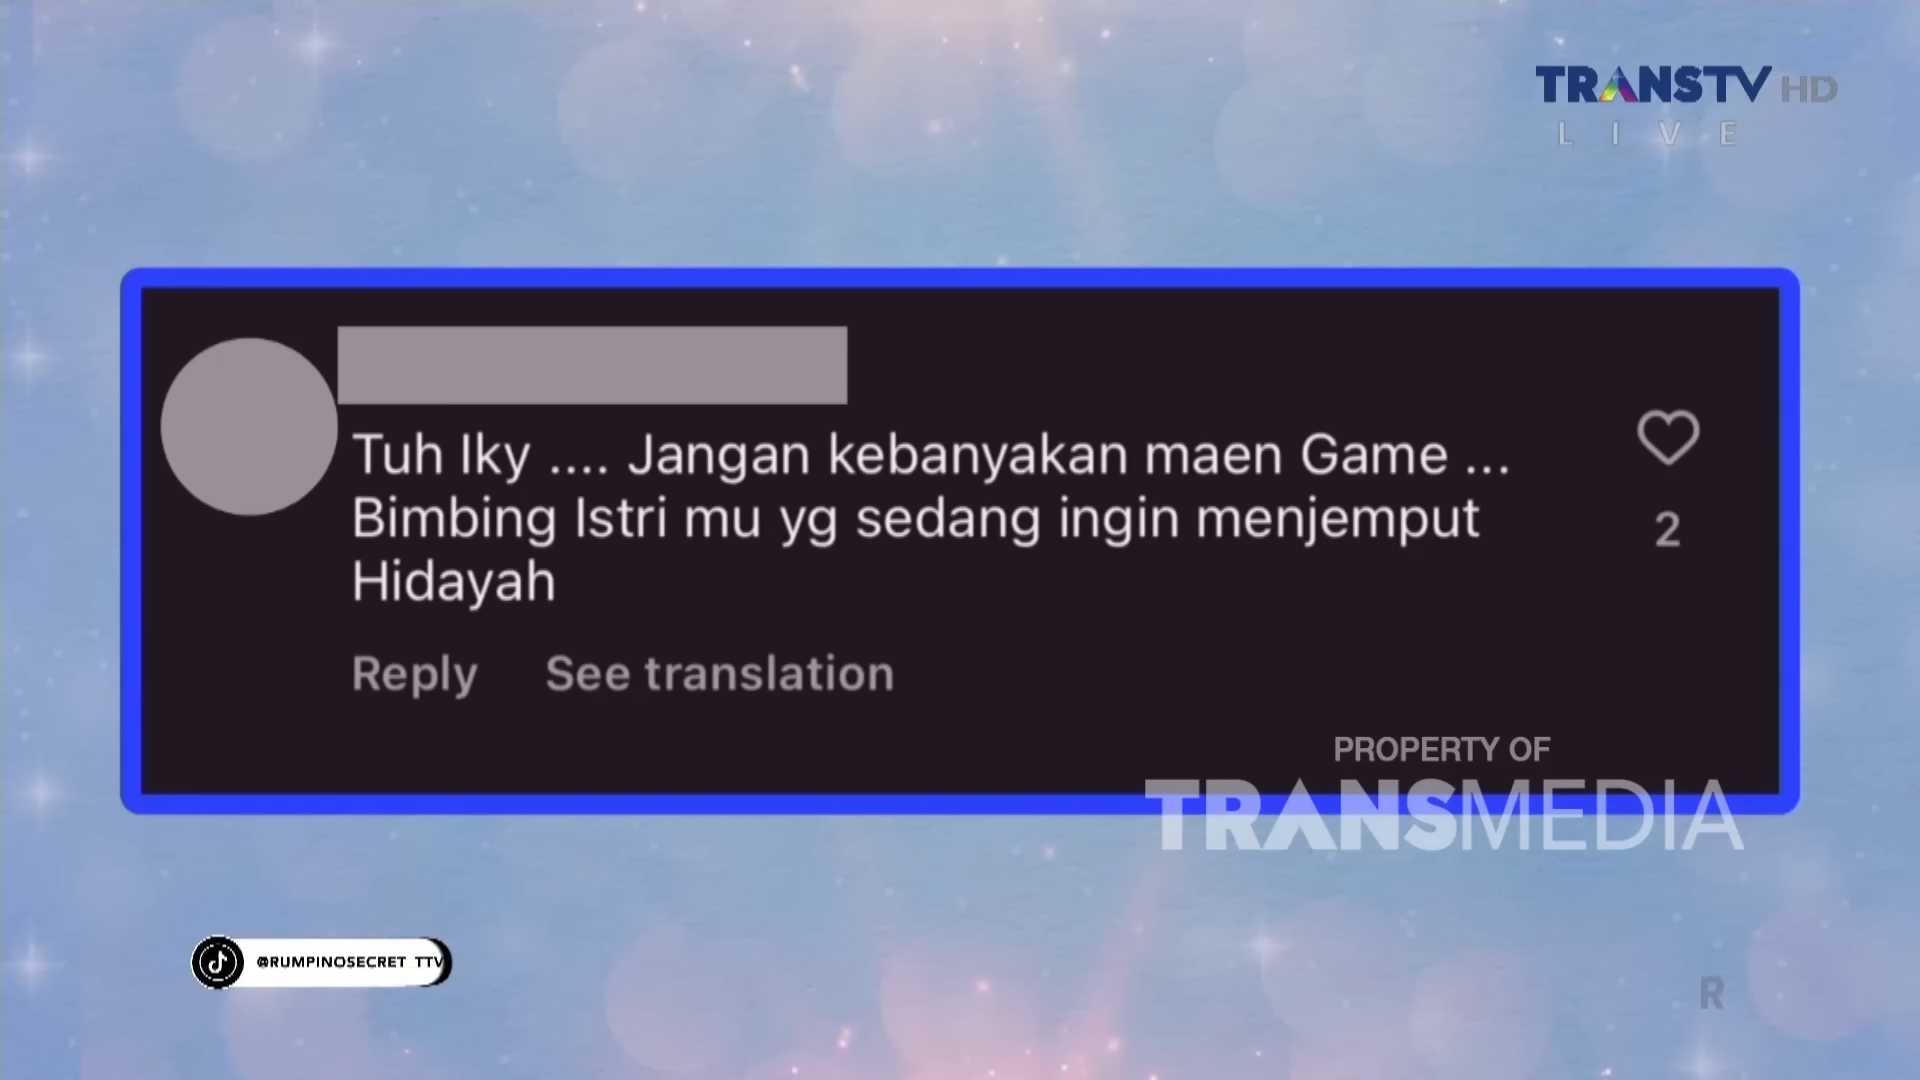 TRANSTV HD
LIVE
Tuh Iky .... Jangan kebanyakan maen Game ...
Bimbing Istri mu yg sedang ingin menjemput
Hidayah
2
Reply See translation
PROPERTY OF
TRANSMEDIA
@RUMPINOSECRET TTV
R